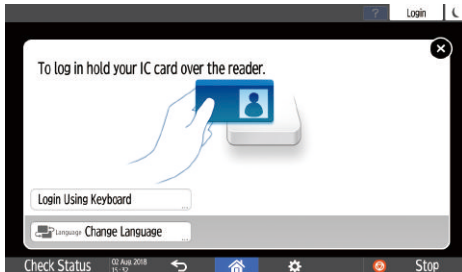 ? Login
To log in hold your IC card over the reader.
Login Using Keyboard
Language Change Language
Check Status 02 Aug 2018 Stop
15:32